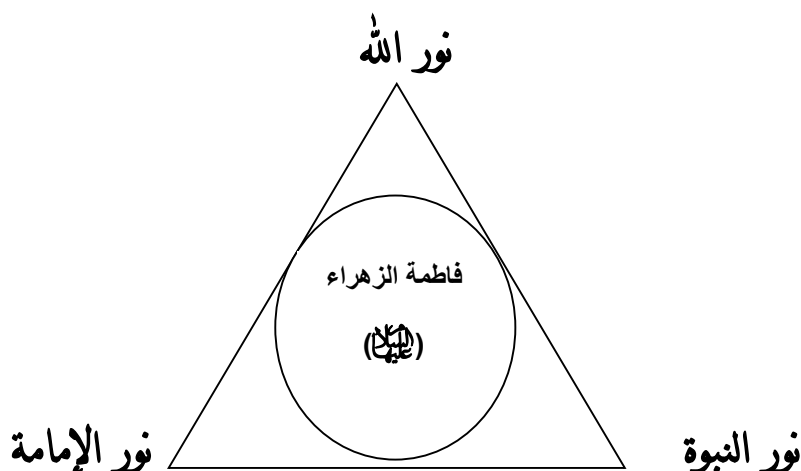 نور الله
فاطمة الزهراء
(عليها السلام)
نور النبوة
نور الإمامة